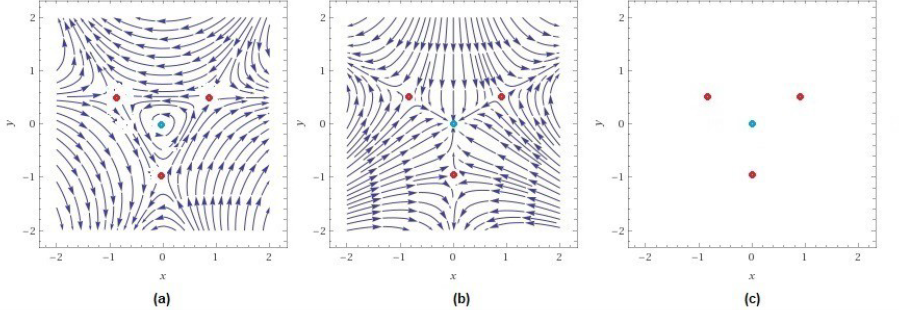 2 2 2
1 1 1
y 0 y 0 y 0
−1 −1 −1
−2 −2 −2
−2 −1 0 1 2 −2 −1 0 1 2 −2 −1 0 1 2
x x x
(a) (b) (c)